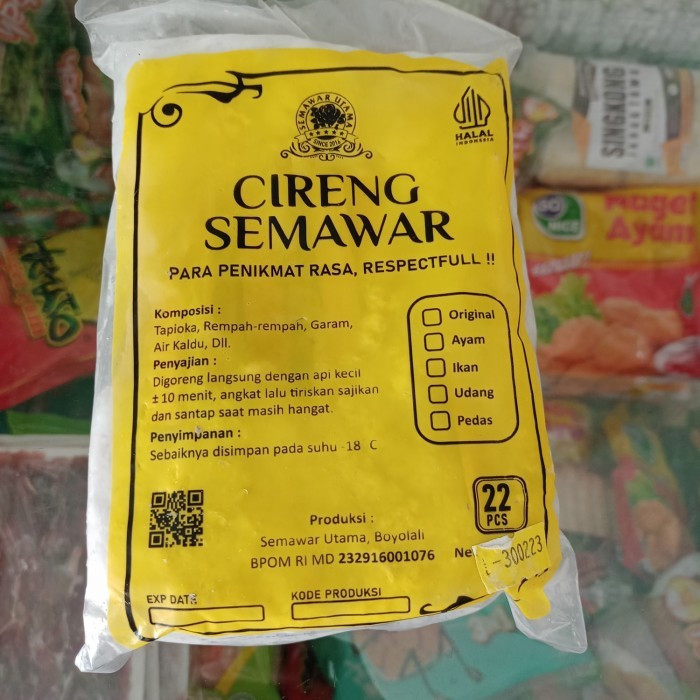 SEMAWAR UTAMA
SINCE 2016
HALAL
INDONESIA
CIRENG
SEMAWAR
PARA PENIKMAT RASA, RESPECTFULL !!
Komposisi :
Tapioka, Rempah-rempah, Garam,
Air Kaldu, Dll.
Penyajian :
Digoreng langsung dengan api kecil
± 10 menit, angkat lalu tiriskan sajikan
dan santap saat masih hangat.
Penyimpanan :
Sebaiknya disimpan pada suhu -18 C
Original
Ayam
Ikan
Udang
Pedas
22
PCS
Produksi :
Semawar Utama, Boyolali
BPOM RI MD 232916001076
-300223
EXP DATE
KODE PRODUKSI
SINGKONG
Naget
Ayam